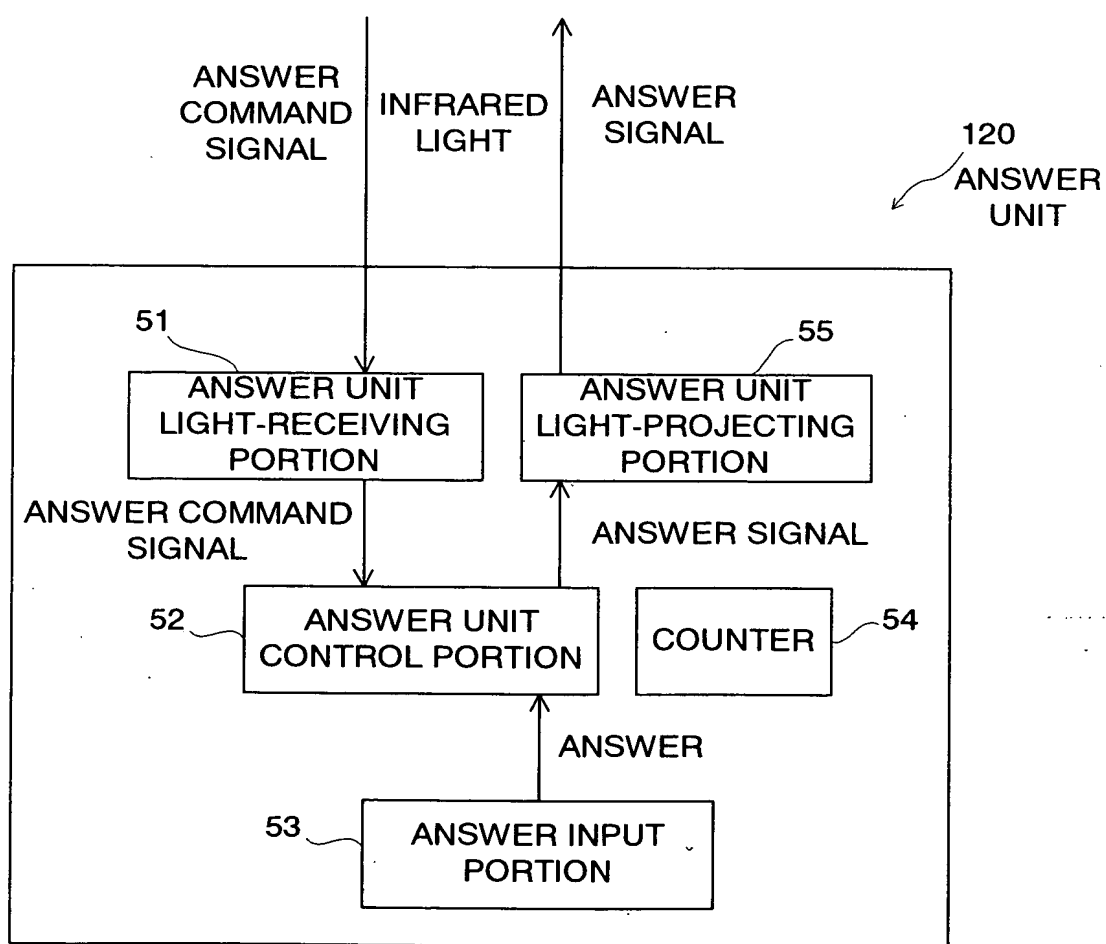 ANSWER
COMMAND
SIGNAL
INFRARED
LIGHT
ANSWER
SIGNAL
120
ANSWER
UNIT
51
ANSWER UNIT
LIGHT-RECEIVING
PORTION
55
ANSWER UNIT
LIGHT-PROJECTING
PORTION
ANSWER COMMAND
SIGNAL
ANSWER SIGNAL
52
ANSWER UNIT
CONTROL PORTION
COUNTER
54
ANSWER
53
ANSWER INPUT
PORTION